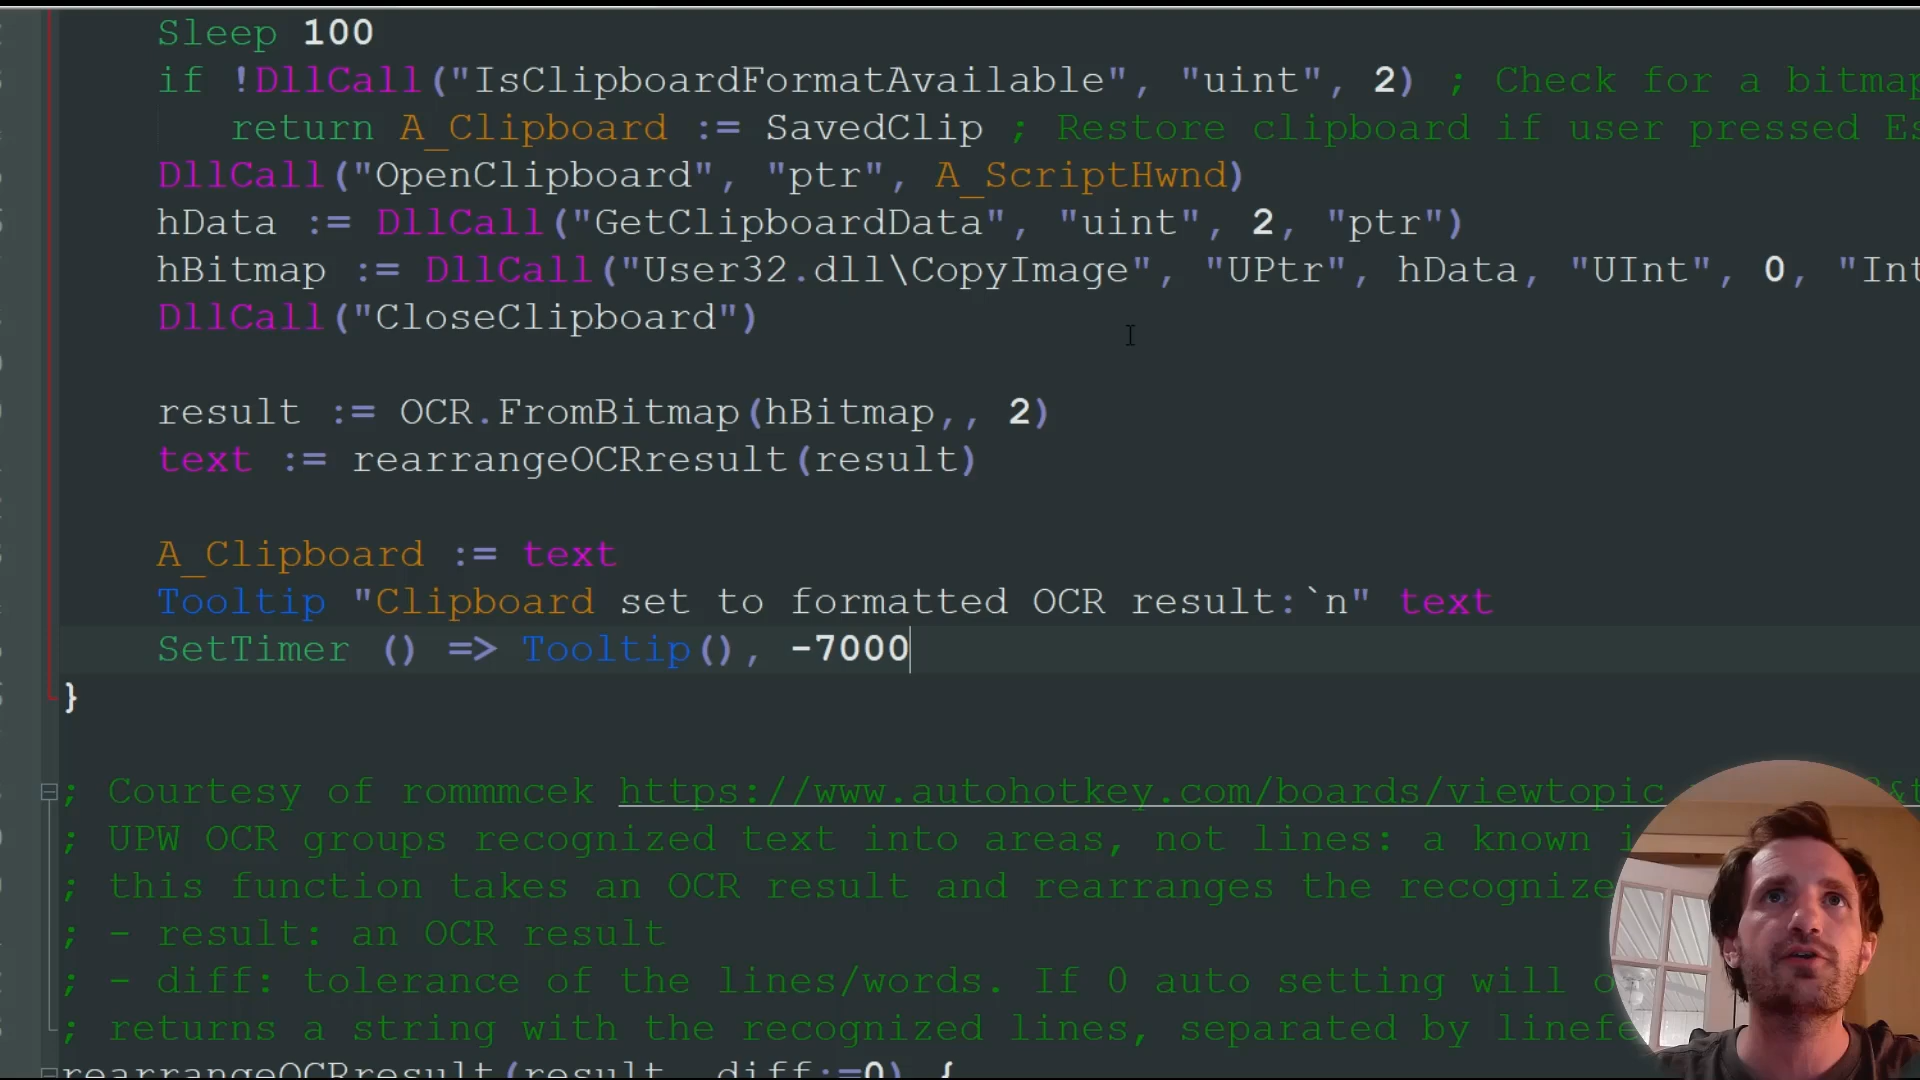 Sleep 100
if !DllCall("IsClipboardFormatAvailable", "uint", 2) ; Check for a bitmap
return A_Clipboard := SavedClip ; Restore clipboard if user pressed Es
DllCall("OpenClipboard", "ptr", A_ScriptHwnd)
hData := DllCall("GetClipboardData", "uint", 2, "ptr")
hBitmap := DllCall("User32.dll\CopyImage", "UPtr", hData, "UInt", 0, "Int
DllCall("CloseClipboard")
result := OCR.FromBitmap(hBitmap,, 2)
text := rearrangeOCRresult(result)
A_Clipboard := text
Tooltip "Clipboard set to formatted OCR result:`n" text
SetTimer () => Tooltip(), -7000
}
; Courtesy of rommmcek https://www.autohotkey.com/boards/viewtopic
; UPW OCR groups recognized text into areas, not lines: a known
; this function takes an OCR result and rearranges the recognize
; - result: an OCR result
; - diff: tolerance of the lines/words. If 0 auto setting will
; returns a string with the recognized lines, separated by linefe
rearrangeOCRresult(result, diff:=0) {